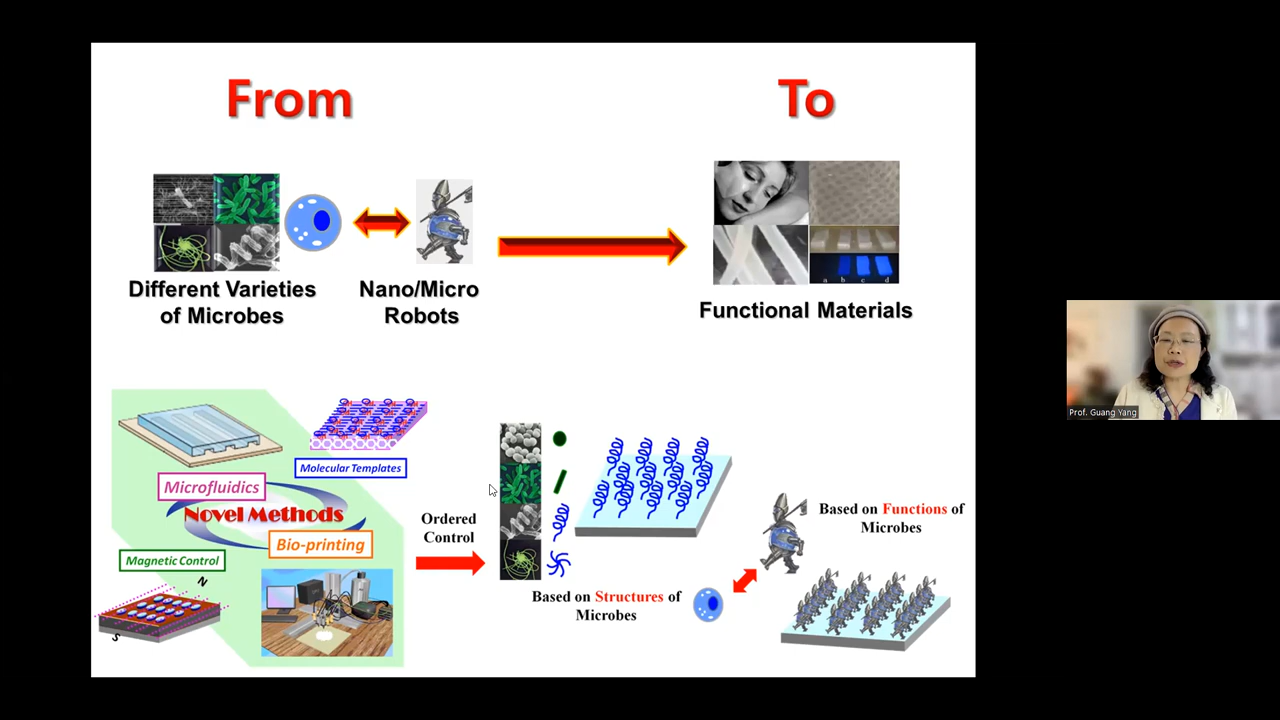 From
To
Different Varieties
of Microbes
Nano/Micro
Robots
Functional Materials
a b c d
Molecular Templates
Microfluidics
Novel Methods
Bio-printing
Magnetic Control
N
S
Ordered
Control
Based on Structures of
Microbes
Based on Functions of
Microbes
Prof. Guang Yang